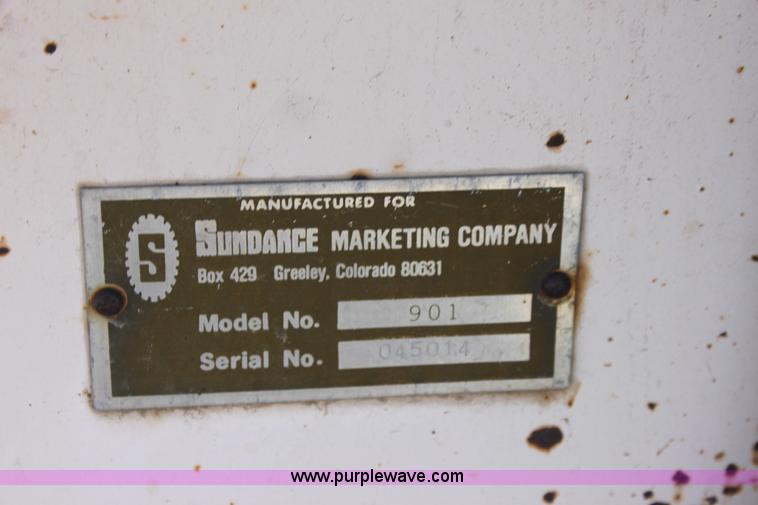 MANUFACTURED FOR
S SUNDANCE MARKETING COMPANY
Box 429 Greeley, Colorado 80631
Model No. 901
Serial No. 045014
www.purplewave.com